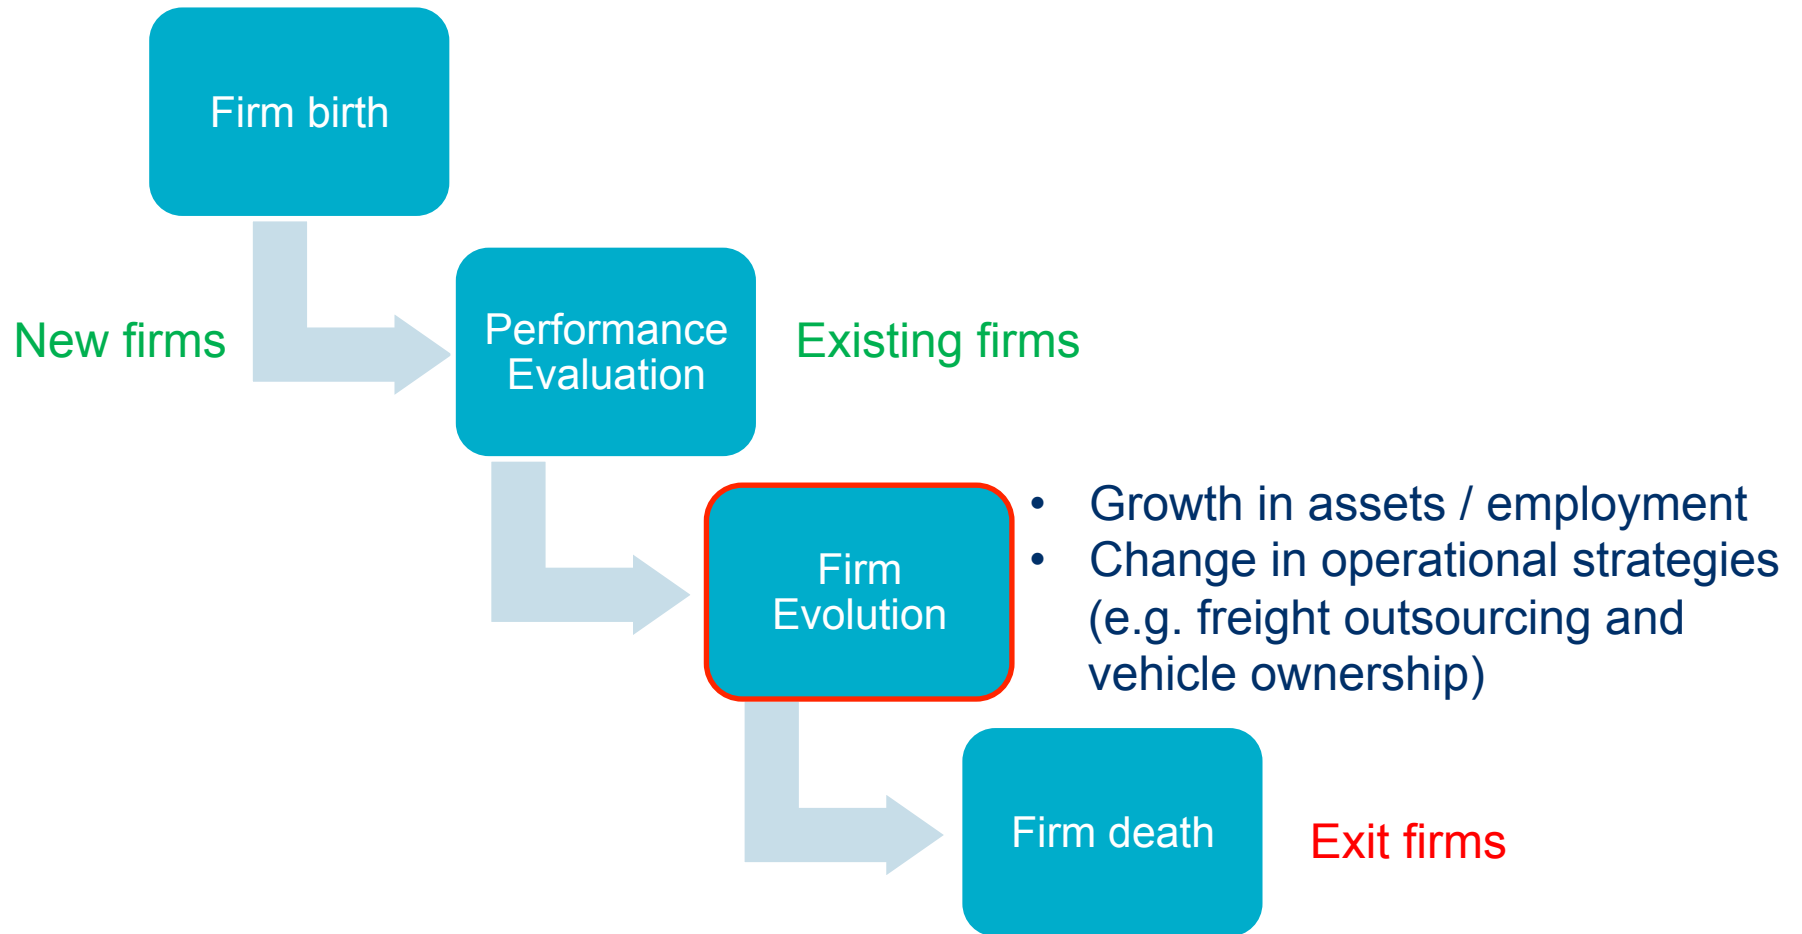 Firm birth
New firms
Performance
Evaluation
Existing firms
Firm
Evolution
• Growth in assets / employment
• Change in operational strategies
(e.g. freight outsourcing and
vehicle ownership)
Firm death
Exit firms